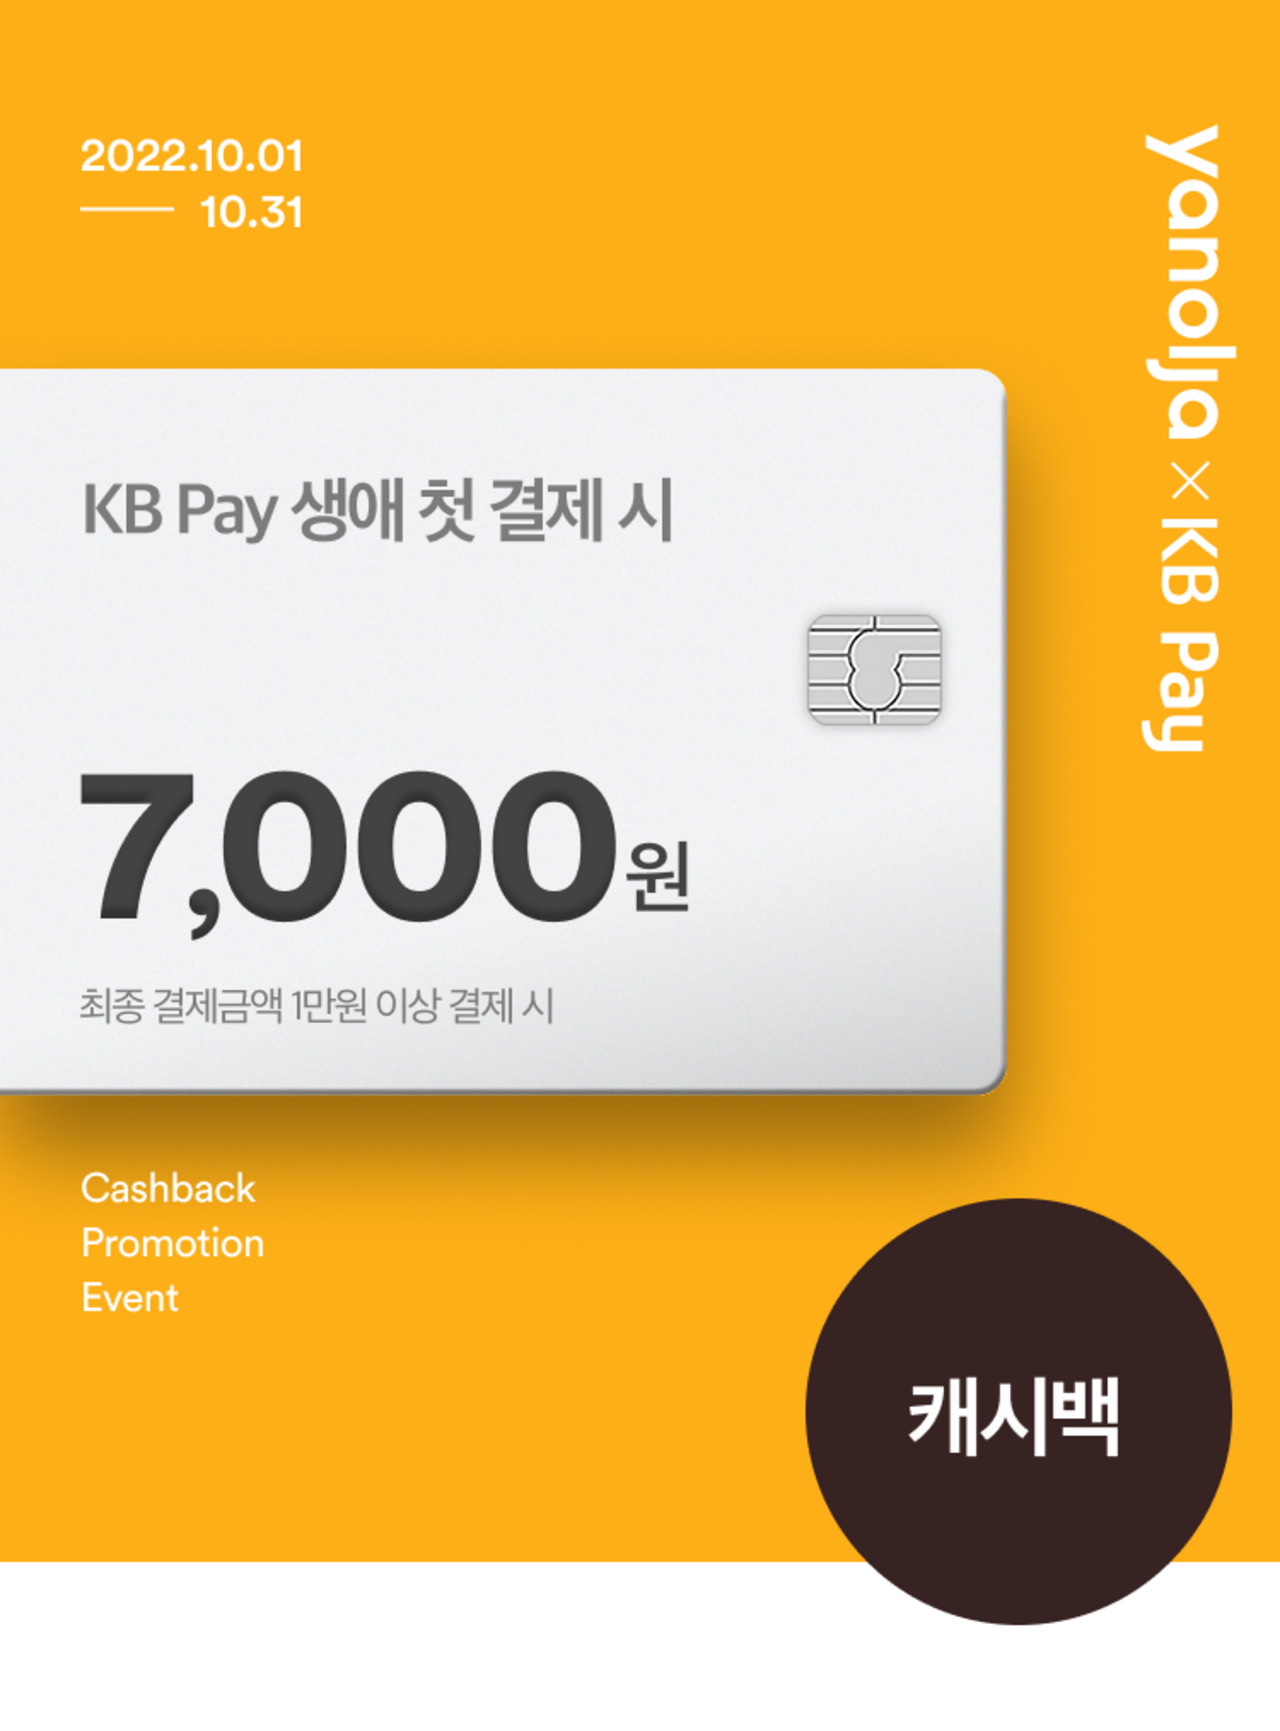 2022.10.01
10.31
yanolja × KB Pay
KB Pay 생애 첫 결제 시
7,000원
최종 결제금액 1만원 이상 결제 시
Cashback
Promotion
Event
캐시백